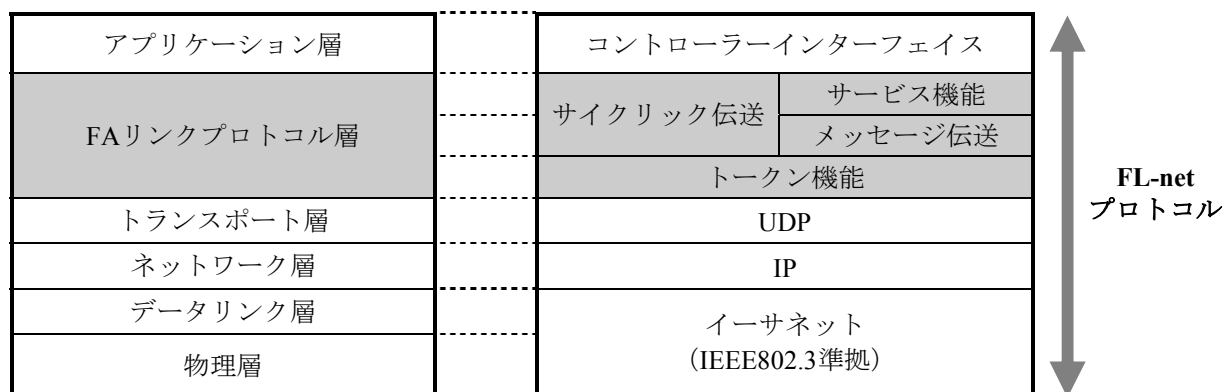 アプリケーション層
FAリンクプロトコル層
トランスポート層
ネットワーク層
データリンク層
物理層
コントローラーインターフェイス
サイクリック伝送
サービス機能
メッセージ伝送
トークン機能
UDP
IP
イーサネット
（IEEE802.3準拠）
FL-net
プロトコル